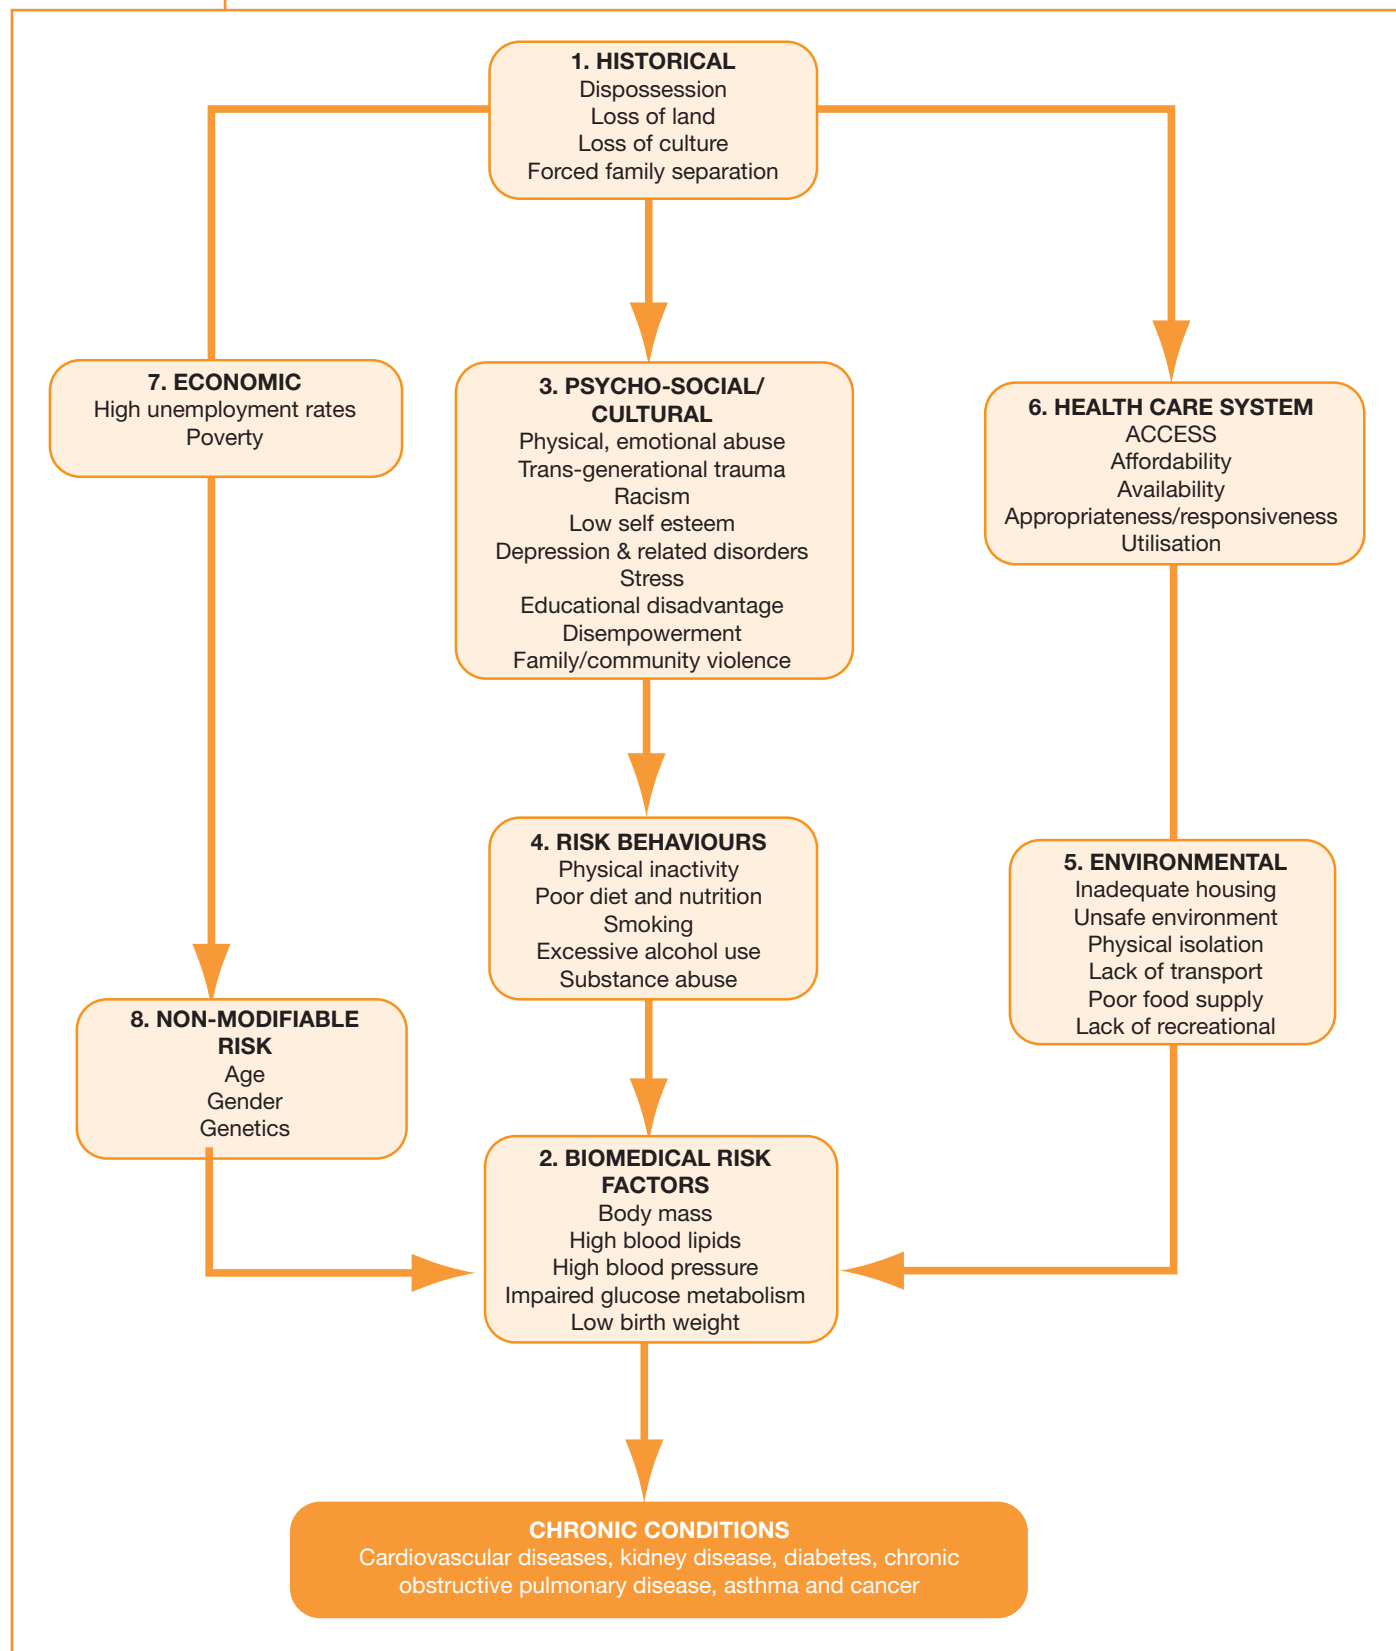 1. HISTORICAL
Dispossession
Loss of land
Loss of culture
Forced family separation
7. ECONOMIC
High unemployment rates
Poverty
3. PSYCHO-SOCIAL/
CULTURAL
Physical, emotional abuse
Trans-generational trauma
Racism
Low self esteem
Depression & related disorders
Stress
Educational disadvantage
Disempowerment
Family/community violence
6. HEALTH CARE SYSTEM
ACCESS
Affordability
Availability
Appropriateness/responsiveness
Utilisation
4. RISK BEHAVIOURS
Physical inactivity
Poor diet and nutrition
Smoking
Excessive alcohol use
Substance abuse
5. ENVIRONMENTAL
Inadequate housing
Unsafe environment
Physical isolation
Lack of transport
Poor food supply
Lack of recreational
8. NON-MODIFIABLE
RISK
Age
Gender
Genetics
2. BIOMEDICAL RISK
FACTORS
Body mass
High blood lipids
High blood pressure
Impaired glucose metabolism
Low birth weight
CHRONIC CONDITIONS
Cardiovascular diseases, kidney disease, diabetes, chronic
obstructive pulmonary disease, asthma and cancer